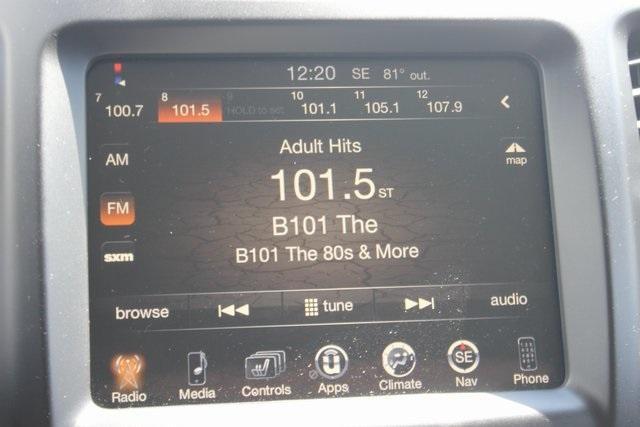 12:20 SE 81° out.
7 8 9 10 11 12
100.7 101.5 HOLD to set 101.1 105.1 107.9
Adult Hits
AM
map
101.5 ST
FM
B101 The
B101 The 80s & More
sxm
browse tune audio
SE
Radio Media Controls Apps Climate Nav Phone